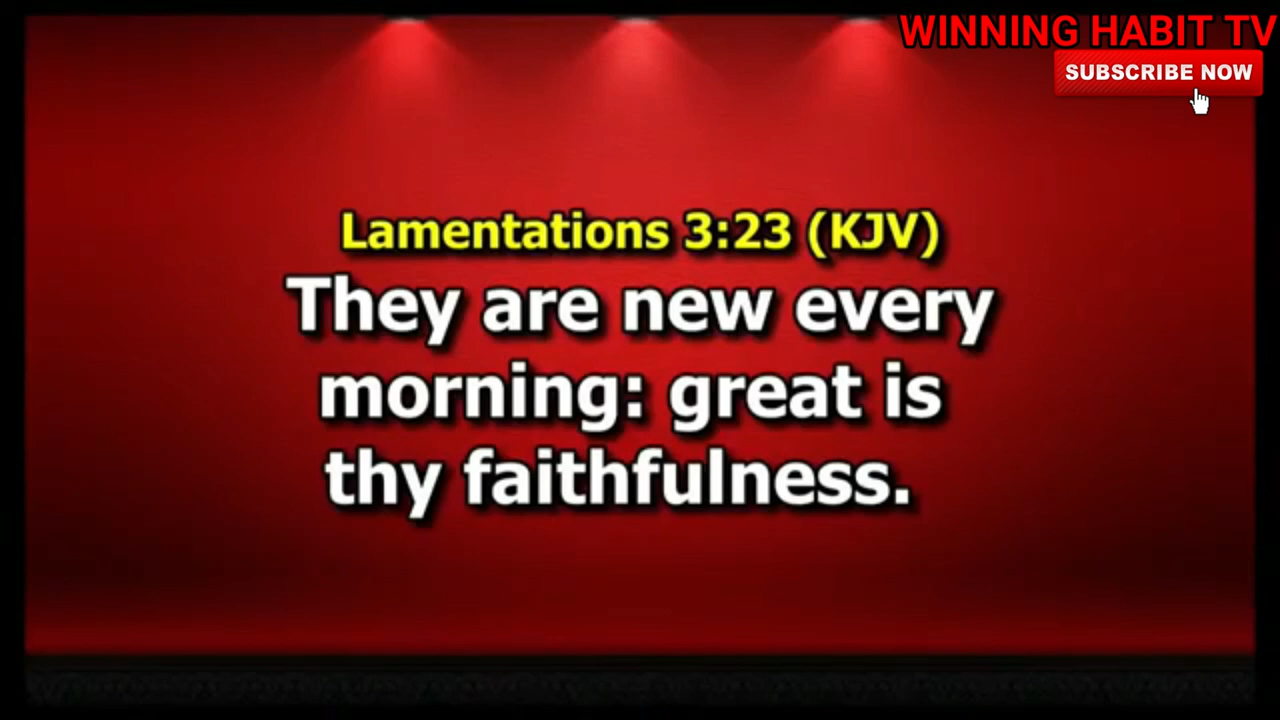 WINNING HABIT TV
SUBSCRIBE NOW
Lamentations 3:23 (KJV)
They are new every
morning: great is
thy faithfulness.